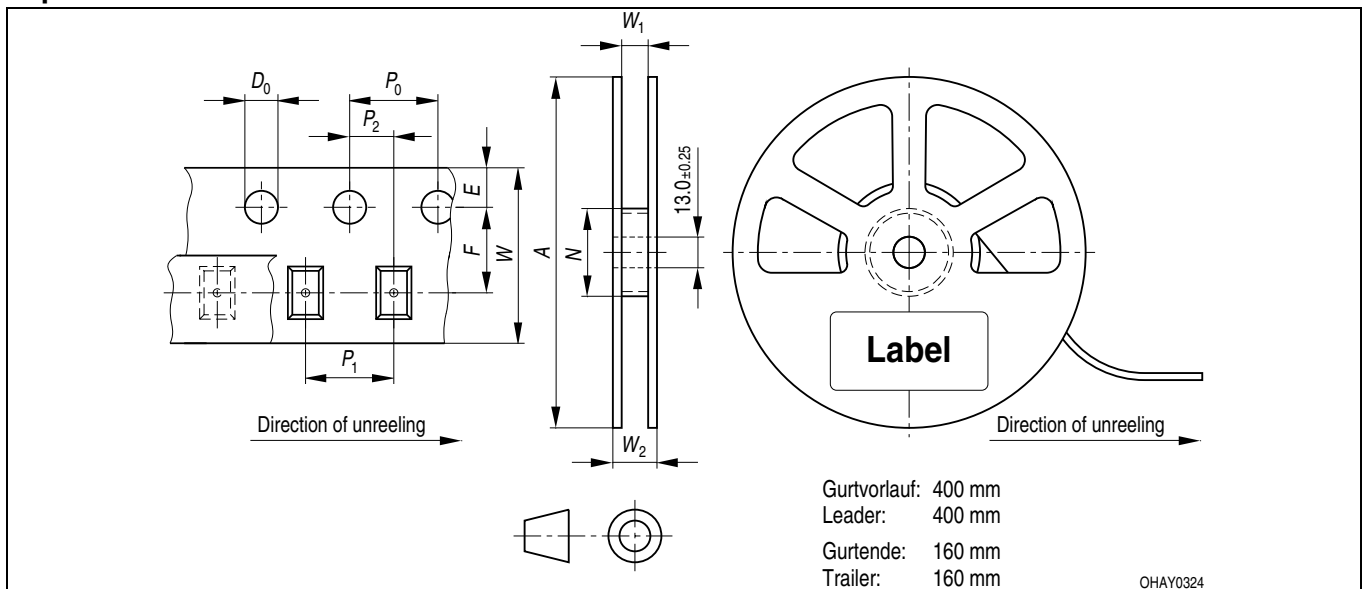 W1
D0
P0
P2
E
F
W
A
N
13.0±0.25
P1
Label
Direction of unreeling
W2
Direction of unreeling
Gurtvorlauf: 400 mm
Leader: 400 mm
Gurtende: 160 mm
Trailer: 160 mm
OHAY0324